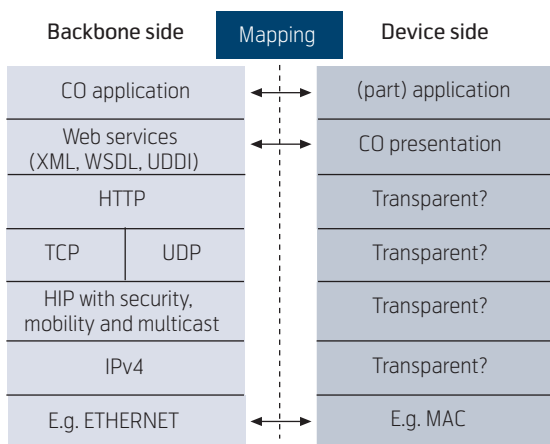 Backbone side
Mapping
Device side
CO application
(part) application
Web services
(XML, WSDL, UDDI)
CO presentation
HTTP
Transparent?
TCP
UDP
Transparent?
HIP with security,
mobility and multicast
Transparent?
IPv4
Transparent?
E.g. ETHERNET
E.g. MAC